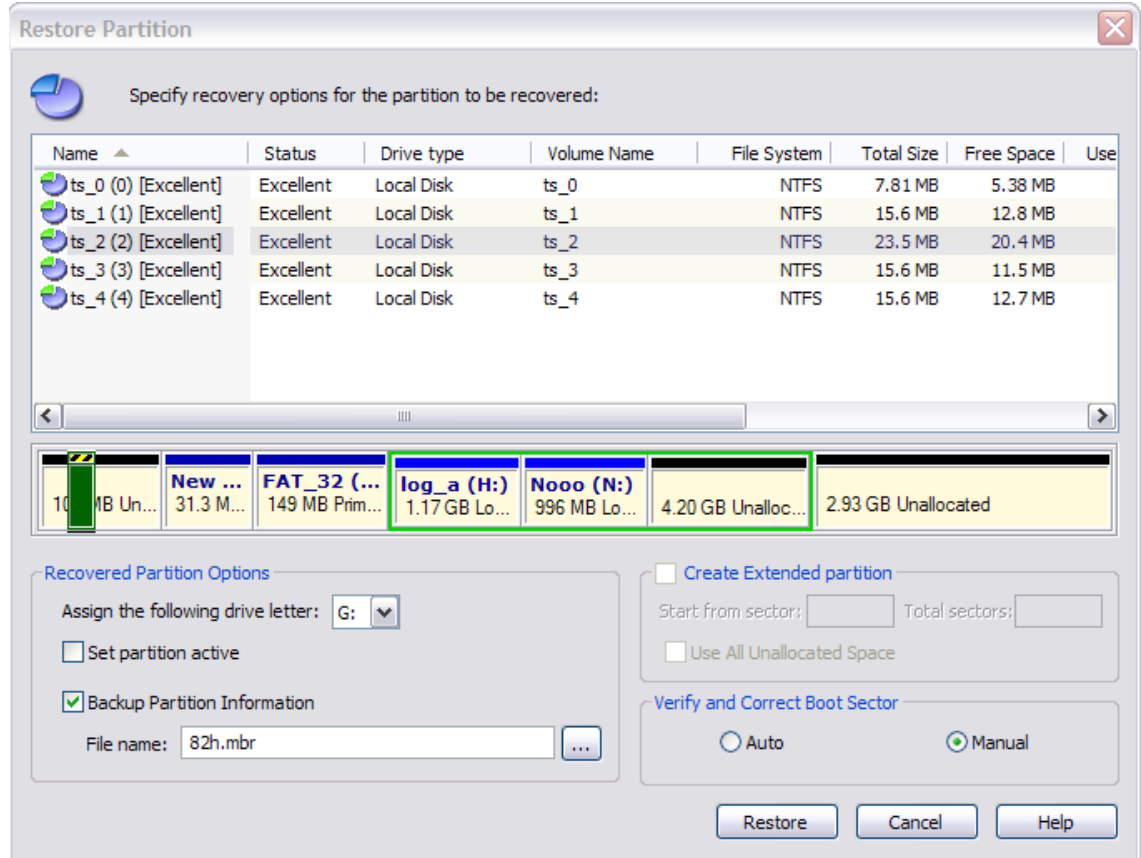 Restore Partition
Specify recovery options for the partition to be recovered:
Name Status Drive type Volume Name File System Total Size Free Space Use
ts_0 (0) [Excellent] Excellent Local Disk ts_0 NTFS 7.81 MB 5.38 MB
ts_1 (1) [Excellent] Excellent Local Disk ts_1 NTFS 15.6 MB 12.8 MB
ts_2 (2) [Excellent] Excellent Local Disk ts_2 NTFS 23.5 MB 20.4 MB
ts_3 (3) [Excellent] Excellent Local Disk ts_3 NTFS 15.6 MB 11.5 MB
ts_4 (4) [Excellent] Excellent Local Disk ts_4 NTFS 15.6 MB 12.7 MB
New ... FAT_32 (... log_a (H:) Nooo (N:)
MB Un... 31.3 M... 149 MB Prim... 1.17 GB Lo... 996 MB Lo... 4.20 GB Unalloc... 2.93 GB Unallocated
Recovered Partition Options Create Extended partition
Assign the following drive letter: G: Start from sector: Total sectors:
Set partition active Use All Unallocated Space
Backup Partition Information Verify and Correct Boot Sector
File name: 82h.mbr ... Auto Manual
Restore Cancel Help